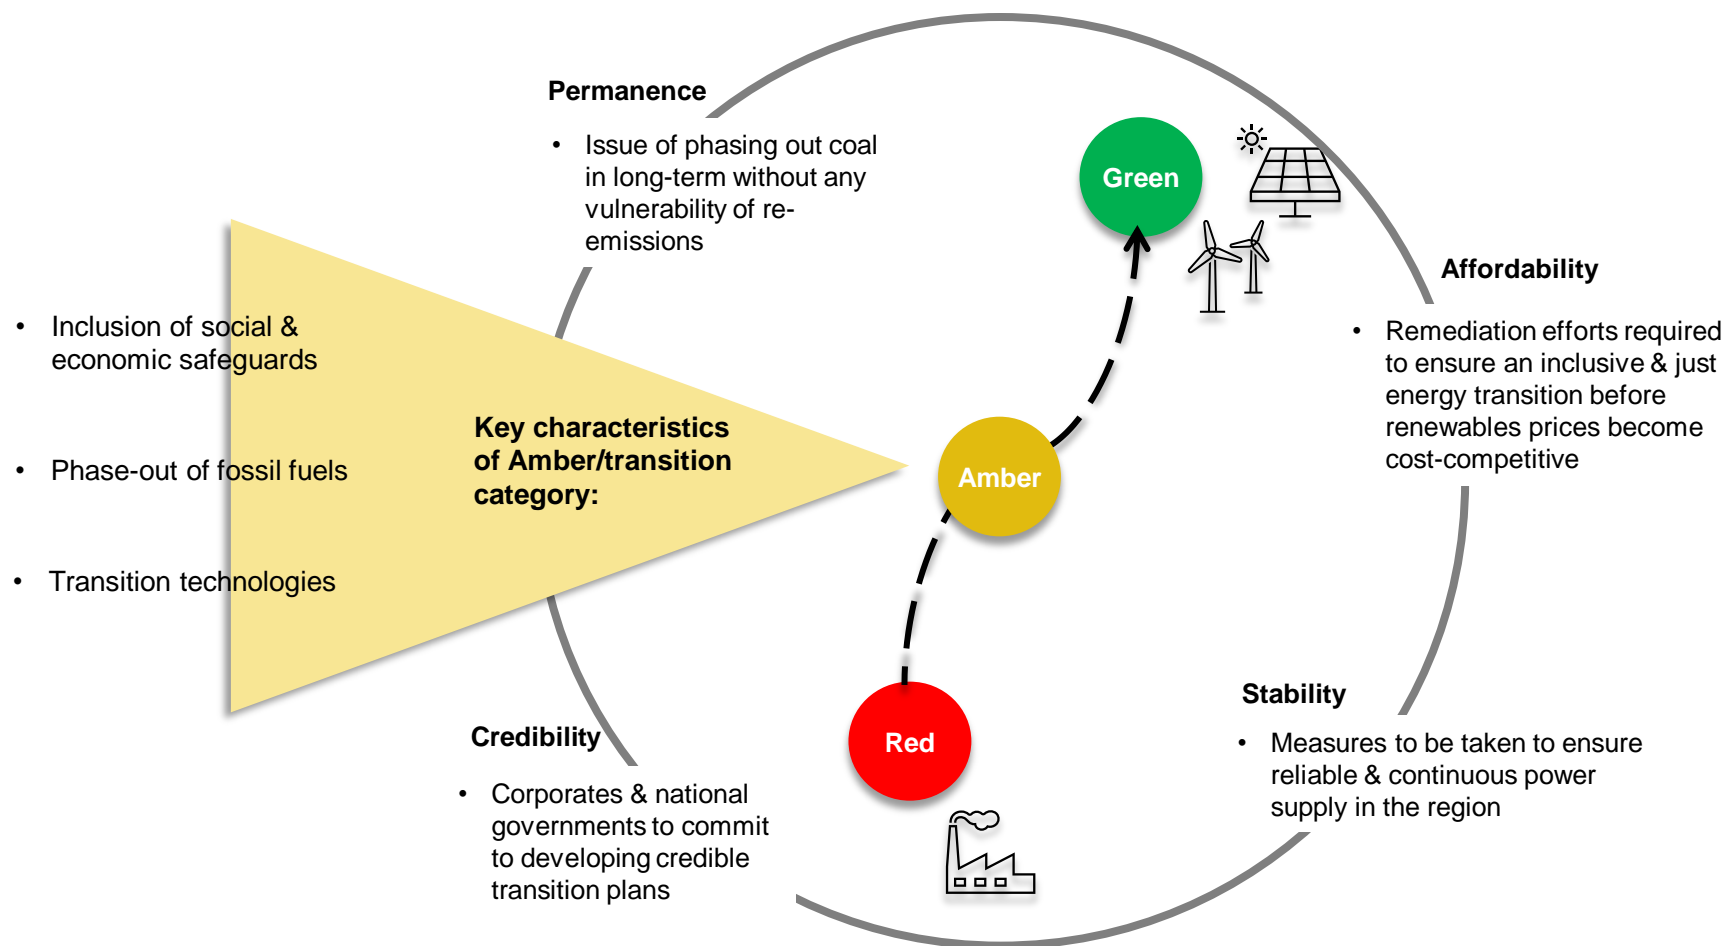 Permanence
• Issue of phasing out coal
in long-term without any
vulnerability of re-
emissions
Green
Affordability
• Remediation efforts required
to ensure an inclusive & just
energy transition before
renewables prices become
cost-competitive
• Inclusion of social &
economic safeguards
• Phase-out of fossil fuels
• Transition technologies
Key characteristics
of Amber/transition
category:
Amber
Red
Stability
• Measures to be taken to ensure
reliable & continuous power
supply in the region
Credibility
• Corporates & national
governments to commit
to developing credible
transition plans